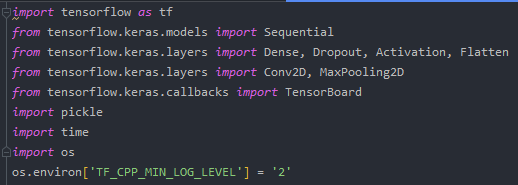 import tensorflow as tf
from tensorflow.keras.models import Sequential
from tensorflow.keras.layers import Dense, Dropout, Activation, Flatten
from tensorflow.keras.layers import Conv2D, MaxPooling2D
from tensorflow.keras.callbacks import TensorBoard
import pickle
import time
import os
os.environ['TF_CPP_MIN_LOG_LEVEL'] = '2'